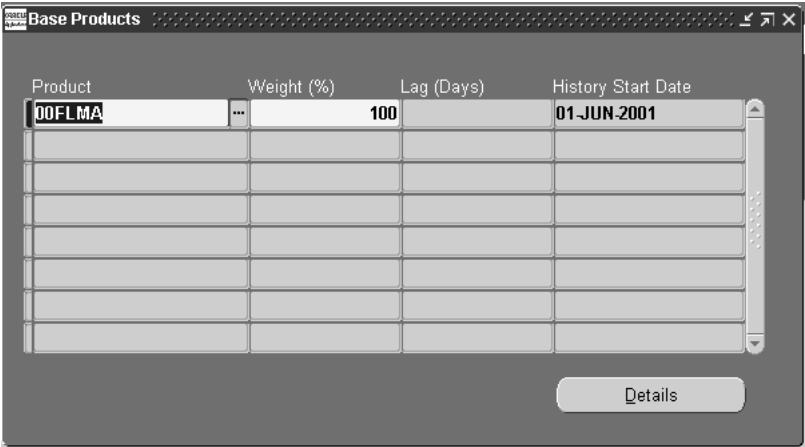 Base Products
Product Weight (%) Lag (Days) History Start Date
00FLMA ... 100 01-JUN-2001
Details